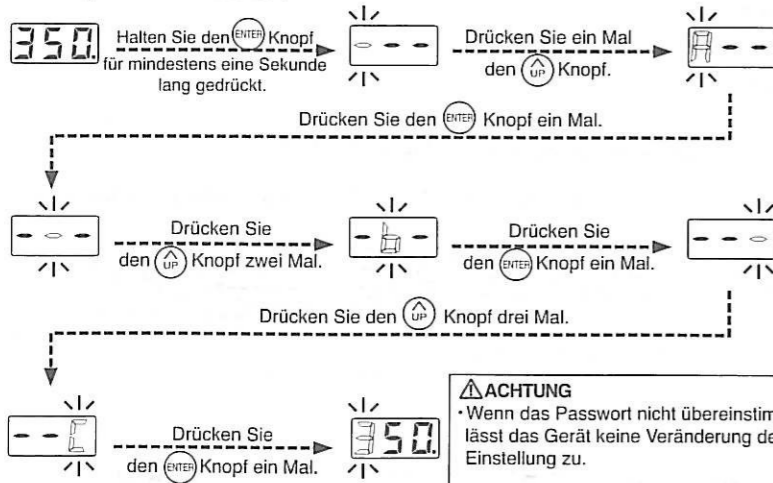 350.
Halten Sie den ENTER Knopf
für mindestens eine Sekunde
lang gedrückt.
- - -
Drücken Sie ein Mal
den UP Knopf.
A - -
Drücken Sie den ENTER Knopf ein Mal.
- - -
Drücken Sie
den UP Knopf zwei Mal.
- b -
Drücken Sie
den ENTER Knopf ein Mal.
- - -
Drücken Sie den UP Knopf drei Mal.
- - C
Drücken Sie
den ENTER Knopf ein Mal.
350.
⚠ACHTUNG
・Wenn das Passwort nicht
lässt das Gerät keine Veränderung
Einstellung zu.